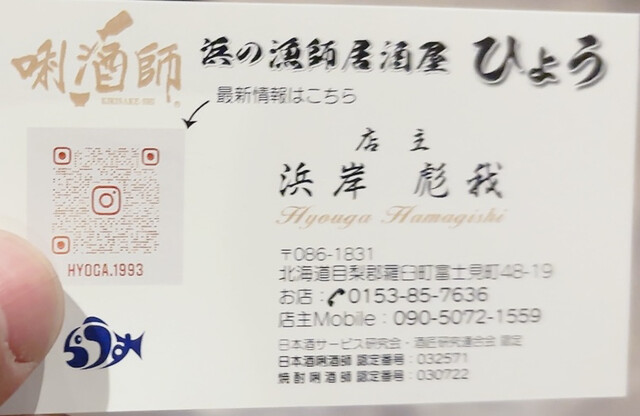 唎酒師
KIKISAKE-SHI
浜の漁師居酒屋 ひょう
最新情報はこちら
店主
浜岸 彪我
Hyouga Hamagishi
HYOGA.1993
〒086-1831
北海道目梨郡羅臼町富士見町48-19
お店：0153-85-7636
店主Mobile：090-5072-1559
日本酒サービス研究会・酒匠研究連合会 認定
日本酒唎酒師 認定番号：032571
焼酎唎酒師 認定番号：030722
らうす